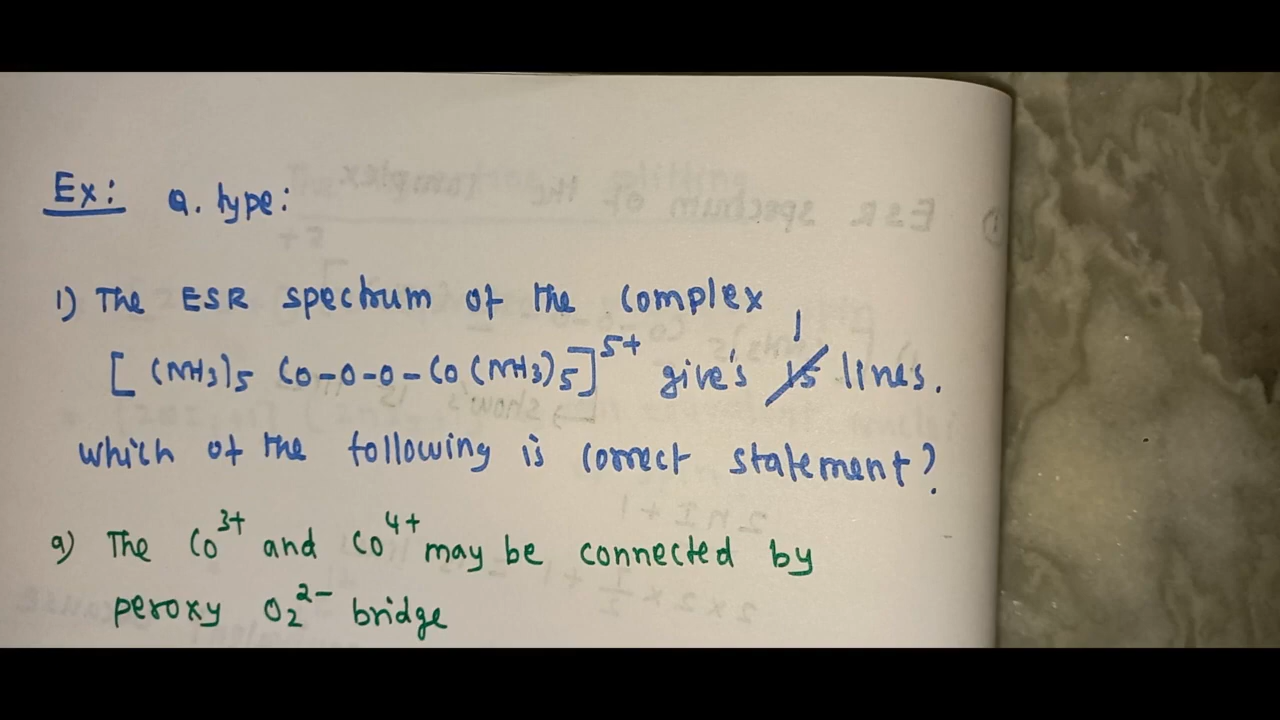 Ex: Q. type:
1) The ESR spectrum of the complex
[(NH3)5 Co-O-O-Co(NH3)5]5+ give's 1 lines.
which of the following is correct statement?
a) The Co3+ and Co4+ may be connected by
peroxy O2 2- bridge